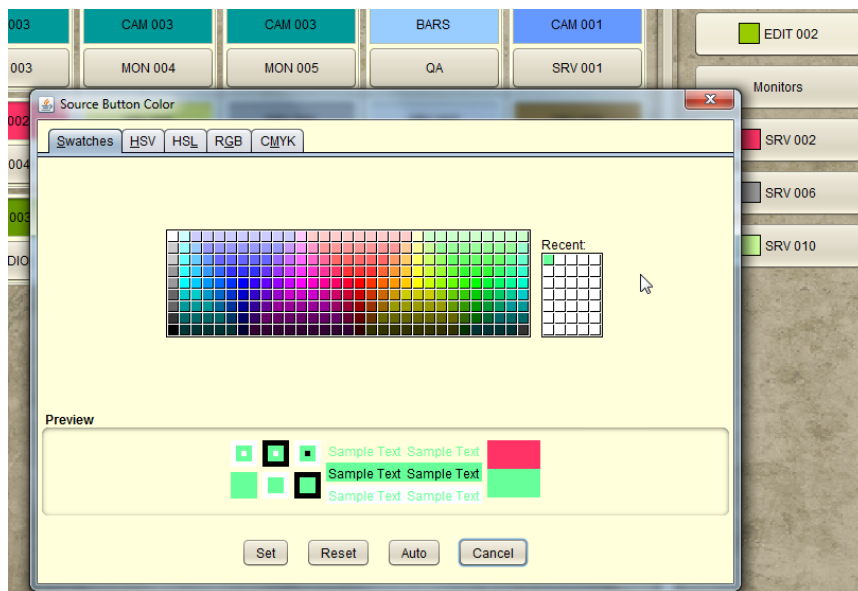 003 CAM 003 CAM 003 BARS CAM 001
003 MON 004 MON 005 QA SRV 001
EDIT 002
Monitors
SRV 002
SRV 006
SRV 010
002
004
003
DIO
Source Button Color
Swatches HSV HSL RGB CMYK
Recent:
Preview
Sample Text Sample Text
Sample Text Sample Text
Sample Text Sample Text
Set Reset Auto Cancel